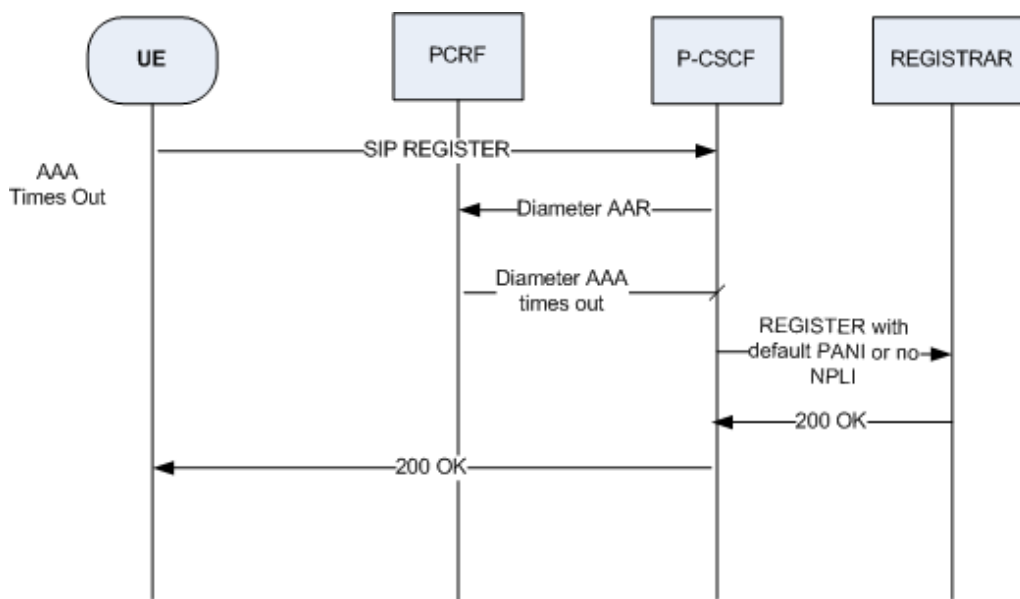 UE
PCRF
P-CSCF
REGISTRAR
SIP REGISTER
AAA
Times Out
Diameter AAR
Diameter AAA
times out
REGISTER with
default PANI or no
NPLI
200 OK
200 OK